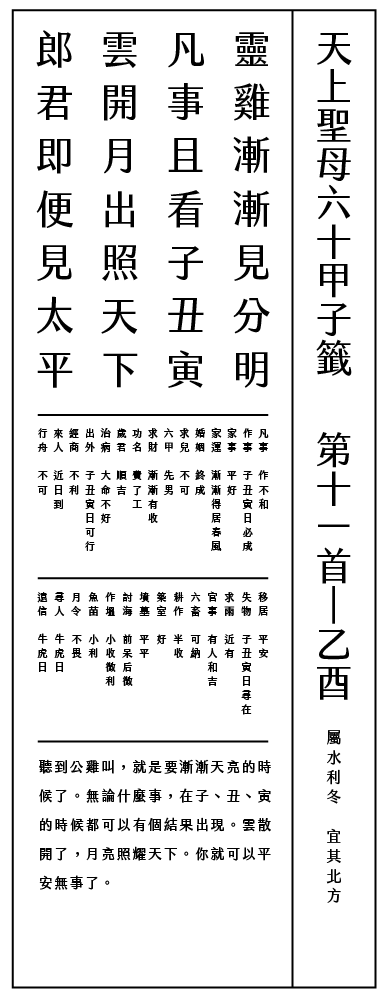 天上聖母六十甲子籤　第十一首｜乙酉　屬水利冬　宜其北方
靈雞漸漸見分明
凡事且看子丑寅
雲開月出照天下
郎君即便見太平
凡事　作不和
作事　子丑寅日必成
家事　平好
家運　漸漸得居春風
婚姻　終成
求兒　不可
六甲　先男
求財　漸漸有收
功名　費了工
歲君　順吉
治病　大命不好
出外　子丑寅日可行
經商　不利
來人　近日到
行舟　不可
移居　平安
失物　子丑寅日尋在
求雨　近有
官事　有人和吉
六畜　可納
耕作　半收
築室　好
墳墓　平平
討海　前呆后微
作塭　小收微利
魚苗　小利
月令　不畏
尋人　牛虎日
遠信　牛虎日
聽到公雞叫，就是要漸漸天亮的時
候了。無論什麼事，在子、丑、寅
的時候都可以有個結果出現。雲散
開了，月亮照耀天下。你就可以平
安無事了。